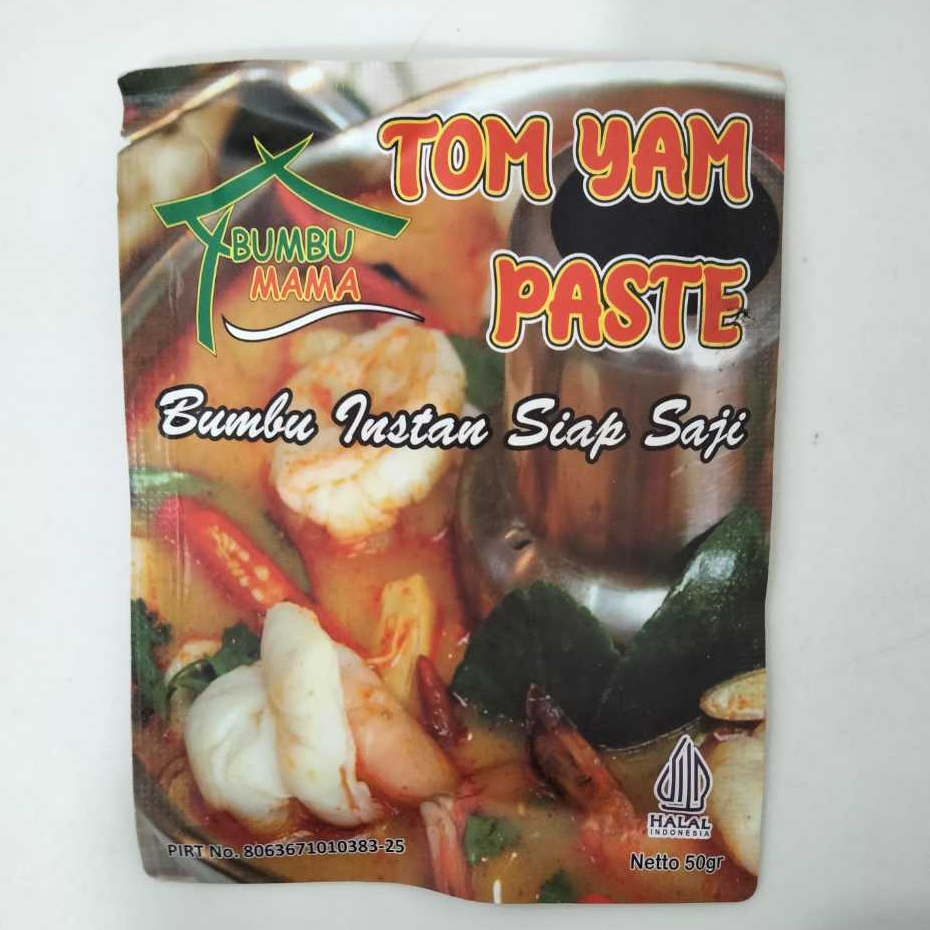 TOM YAM
PASTE
BUMBU
MAMA
Bumbu Instan Siap Saji
HALAL
INDONESIA
PIRT No. 8063671010383-25
Netto 50gr